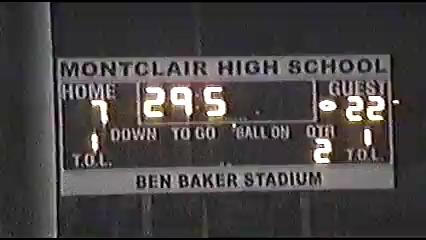 MONTCLAIR HIGH SCHOOL
HOME 29.5 GUEST
7 22
DOWN TO GO BALL ON QTR
1 2 1
T.O.L. T.O.L.
BEN BAKER STADIUM